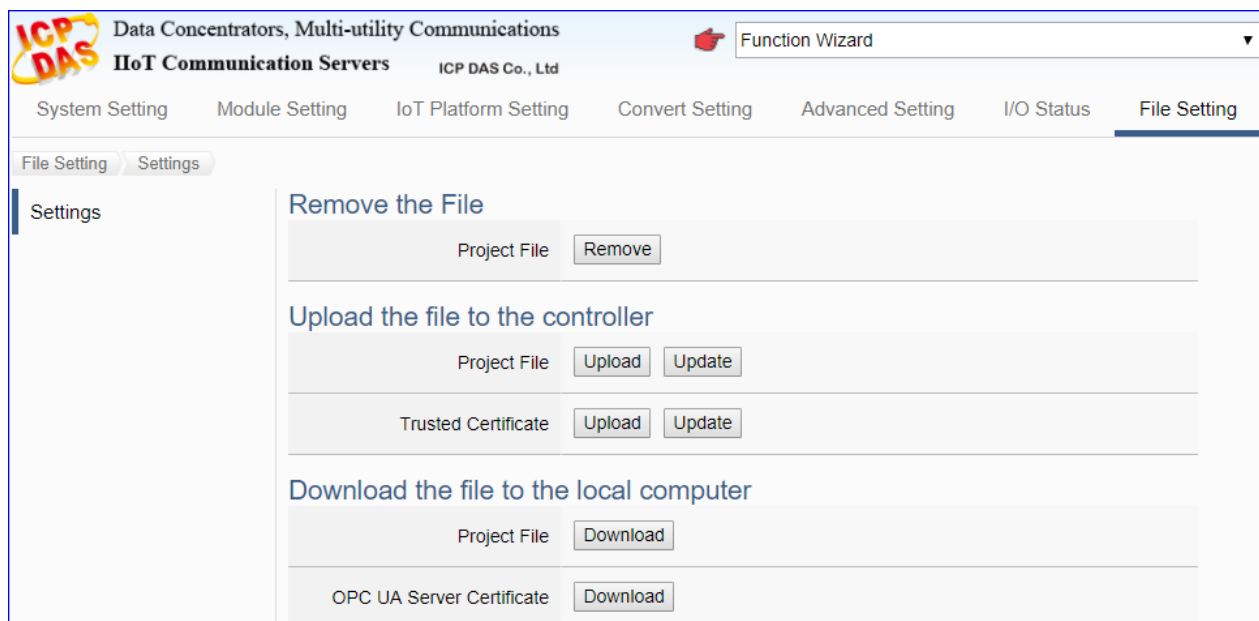 ICP DAS
Data Concentrators, Multi-utility Communications
IIoT Communication Servers ICP DAS Co., Ltd
Function Wizard
System Setting Module Setting IoT Platform Setting Convert Setting Advanced Setting I/O Status File Setting
File Setting Settings
Settings
Remove the File
Project File Remove
Upload the file to the controller
Project File Upload Update
Trusted Certificate Upload Update
Download the file to the local computer
Project File Download
OPC UA Server Certificate Download